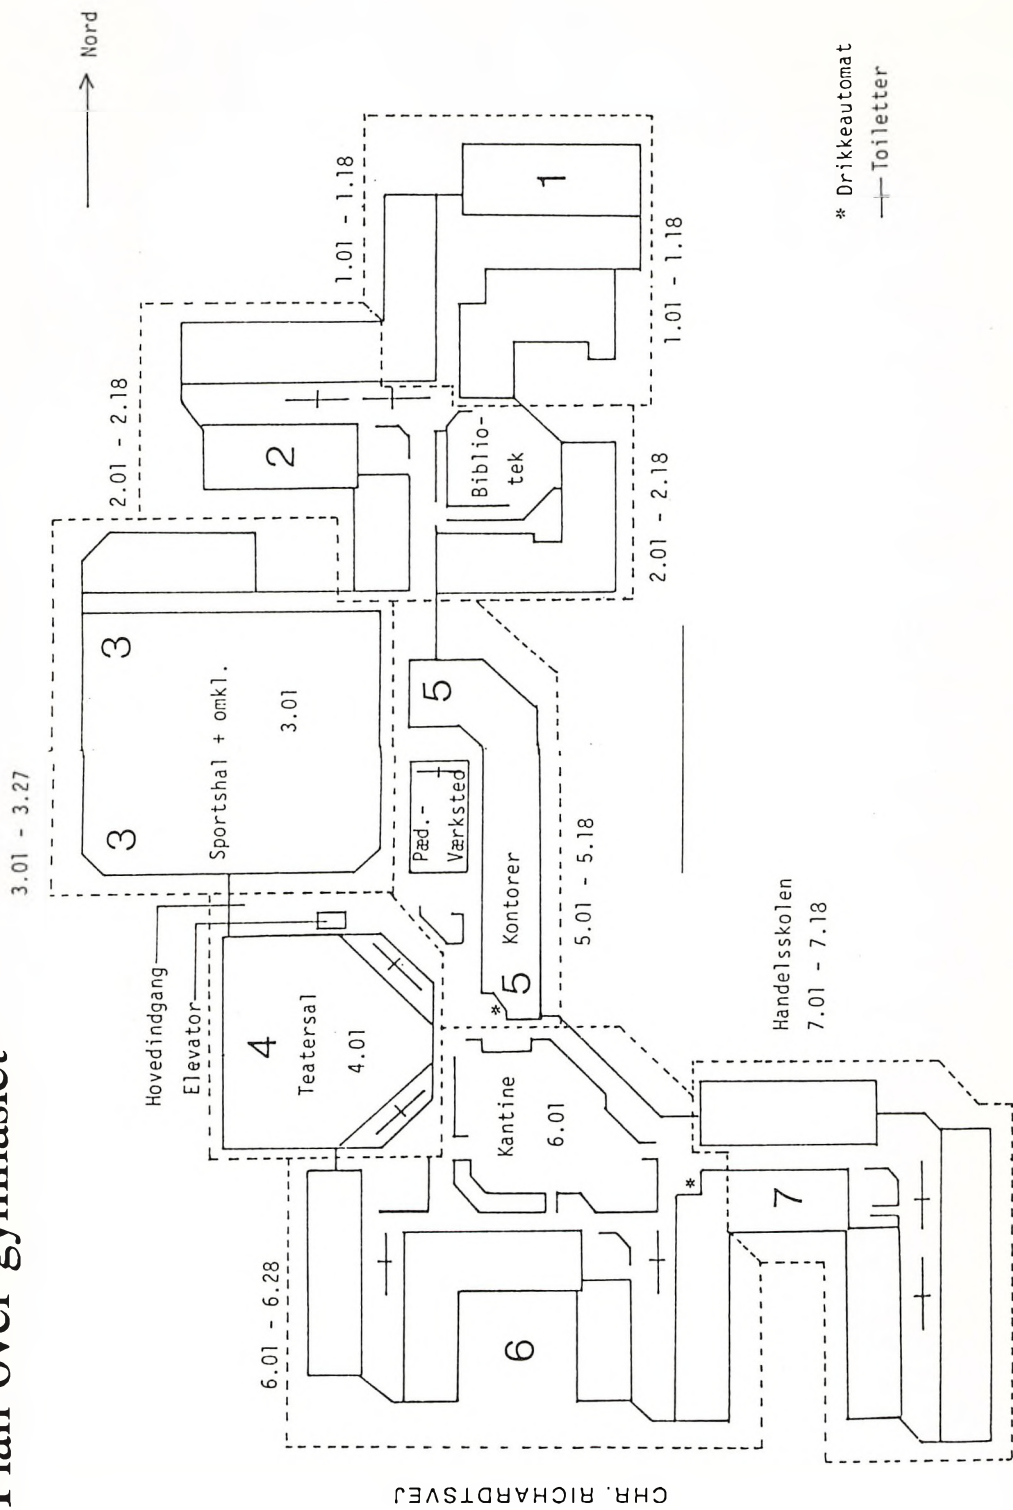 Plan over gymnasiet
Nord
3.01 - 3.27
2.01 - 2.18
1.01 - 1.18
3
3
Sportshal + omkl.
3.01
2
1
Biblio-
tek
Hovedindgang
Elevator
4
Teatersal
4.01
5
Pæd.-
Værksted
Kontorer
5
*
5.01 - 5.18
2.01 - 2.18
1.01 - 1.18
6.01 - 6.28
Kantine
6.01
6
*
7
Handelsskolen
7.01 - 7.18
* Drikkeautomat
Toiletter
CHR. RICHARDTSVEJ